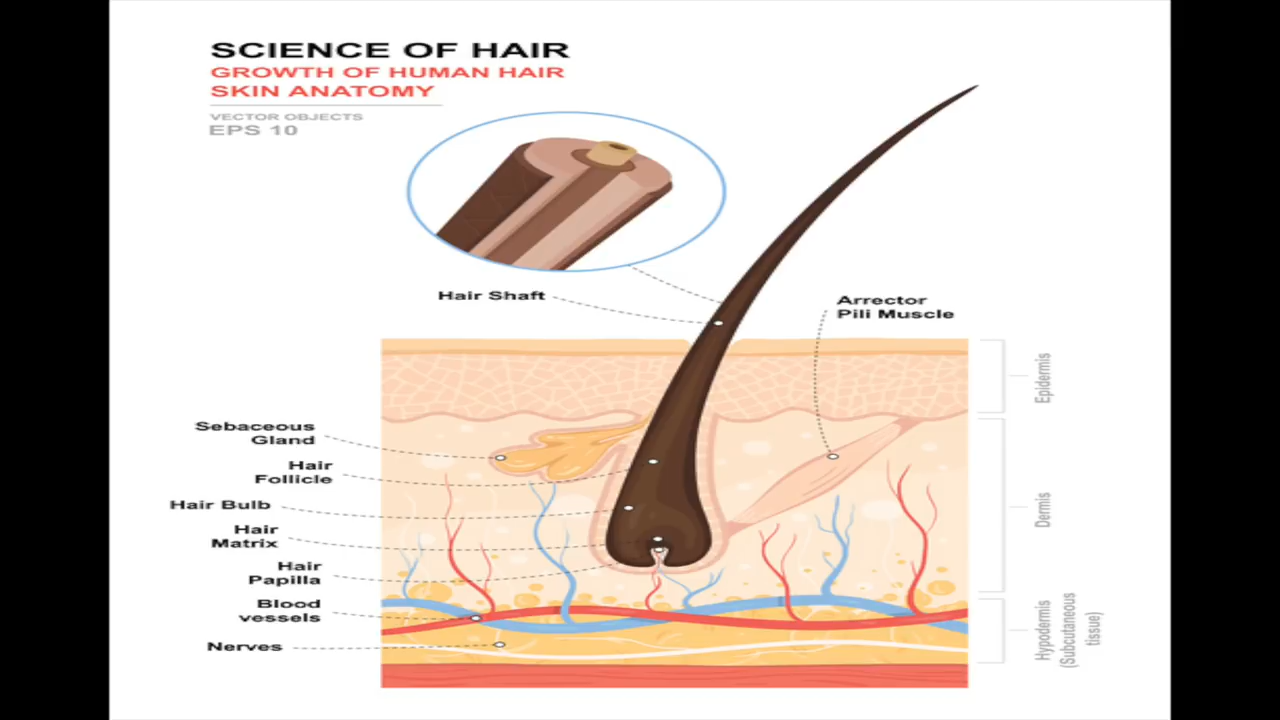 SCIENCE OF HAIR
GROWTH OF HUMAN HAIR
SKIN ANATOMY
VECTOR OBJECTS
EPS 10
Hair Shaft
Arrector
Pili Muscle
Epidermis
Sebaceous
Gland
Hair
Follicle
Hair Bulb
Dermis
Hair
Matrix
Hair
Papilla
Blood
vessels
Nerves
Hypodermis
(Subcutaneous
tissue)